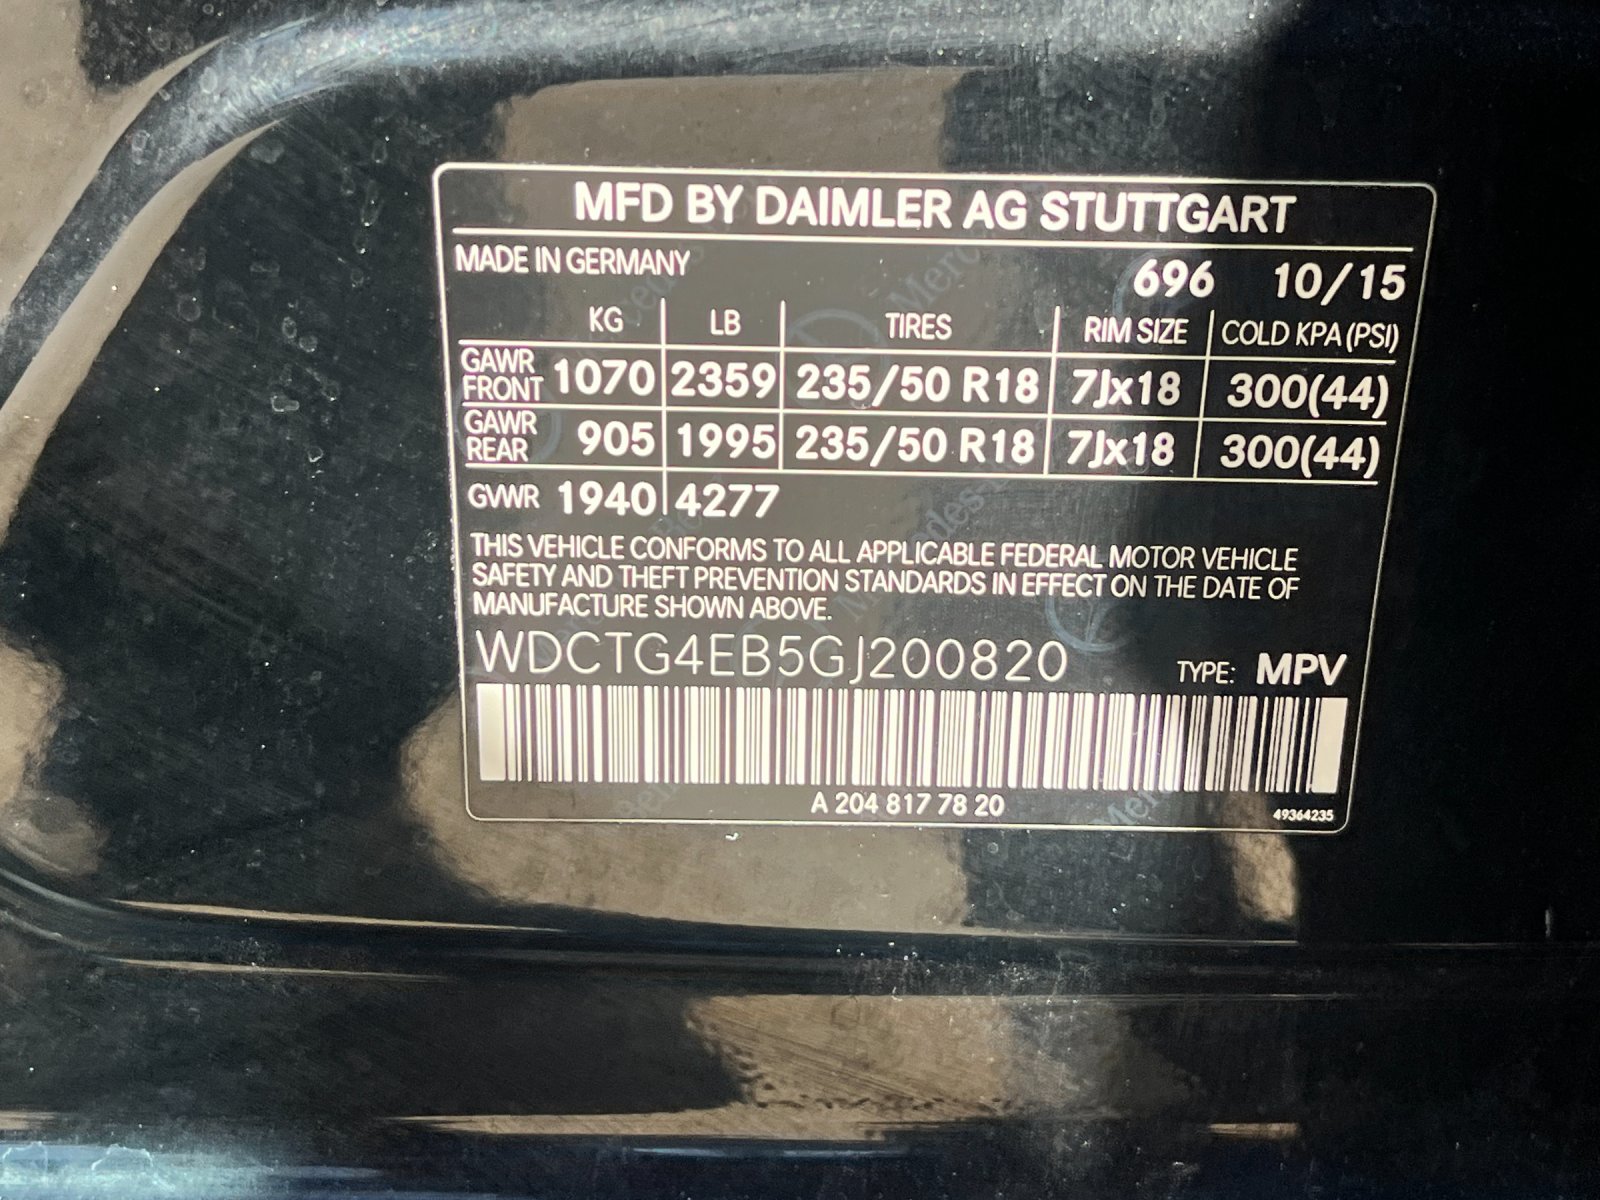 MFD BY DAIMLER AG STUTTGART
MADE IN GERMANY
696 10/15
KG LB TIRES RIM SIZE COLD KPA (PSI)
GAWR FRONT 1070 2359 235/50 R18 7Jx18 300(44)
GAWR REAR 905 1995 235/50 R18 7Jx18 300(44)
GVWR 1940 4277
THIS VEHICLE CONFORMS TO ALL APPLICABLE FEDERAL MOTOR VEHICLE
SAFETY AND THEFT PREVENTION STANDARDS IN EFFECT ON THE DATE OF
MANUFACTURE SHOWN ABOVE.
WDCTG4EB5GJ200820 TYPE: MPV
A 204 817 78 20
49364235